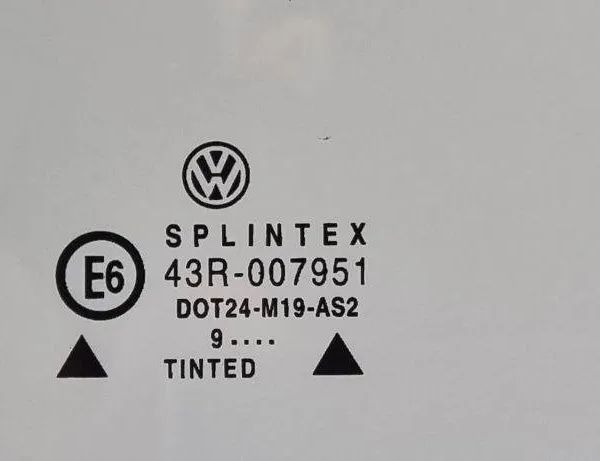 SPLINTEX
E6
43R-007951
DOT24-M19-AS2
9....
TINTED